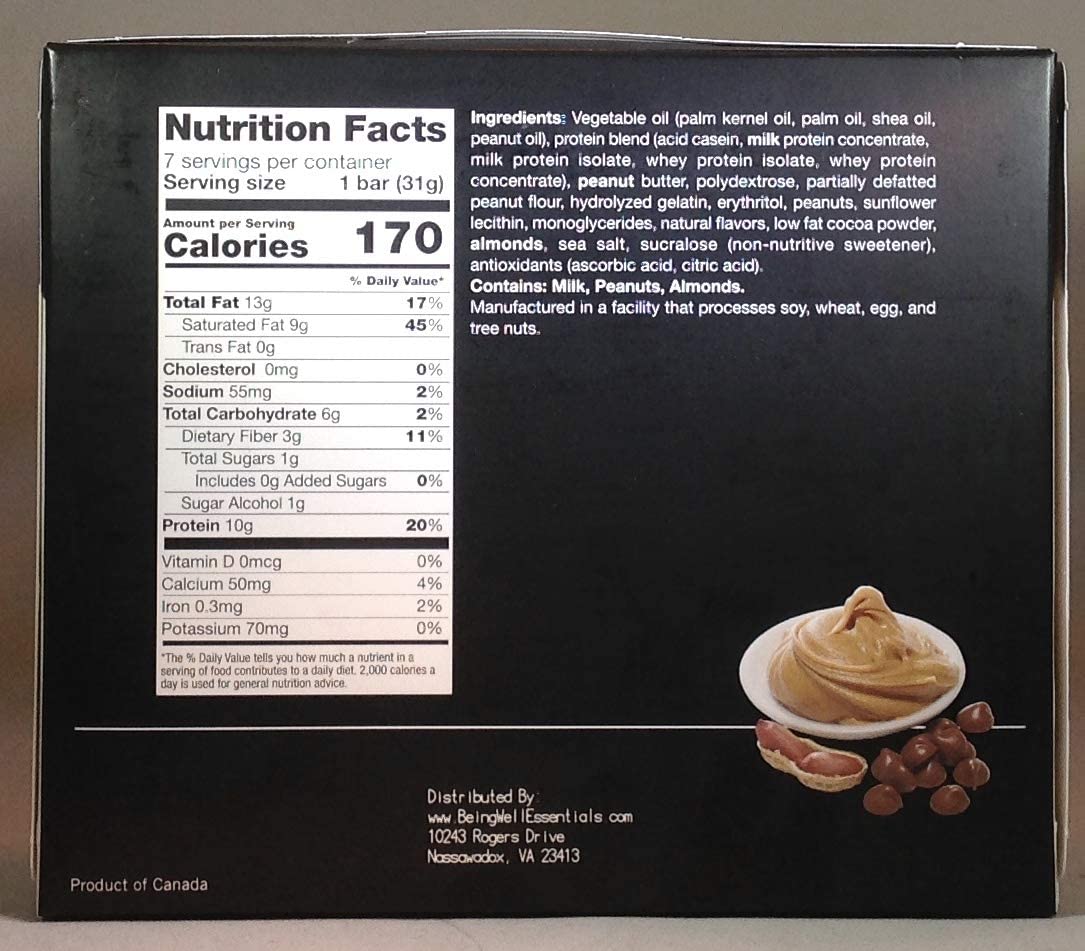 Nutrition Facts
7 servings per container
Serving size 1 bar (31g)
Amount per Serving
Calories 170
% Daily Value*
Total Fat 13g 17%
Saturated Fat 9g 45%
Trans Fat 0g
Cholesterol 0mg 0%
Sodium 55mg 2%
Total Carbohydrate 6g 2%
Dietary Fiber 3g 11%
Total Sugars 1g
Includes 0g Added Sugars 0%
Sugar Alcohol 1g
Protein 10g 20%
Vitamin D 0mcg 0%
Calcium 50mg 4%
Iron 0.3mg 2%
Potassium 70mg 0%
*The % Daily Value tells you how much a nutrient in a
serving of food contributes to a daily diet. 2,000 calories a
day is used for general nutrition advice.
Ingredients: Vegetable oil (palm kernel oil, palm oil, shea oil,
peanut oil), protein blend (acid casein, milk protein concentrate,
milk protein isolate, whey protein isolate, whey protein
concentrate), peanut butter, polydextrose, partially defatted
peanut flour, hydrolyzed gelatin, erythritol, peanuts, sunflower
lecithin, monoglycerides, natural flavors, low fat cocoa powder,
almonds, sea salt, sucralose (non-nutritive sweetener),
antioxidants (ascorbic acid, citric acid).
Contains: Milk, Peanuts, Almonds.
Manufactured in a facility that processes soy, wheat, egg, and
tree nuts.
Distributed By:
www.BeingWellEssentials.com
10243 Rogers Drive
Nassawadox, VA 23413
Product of Canada